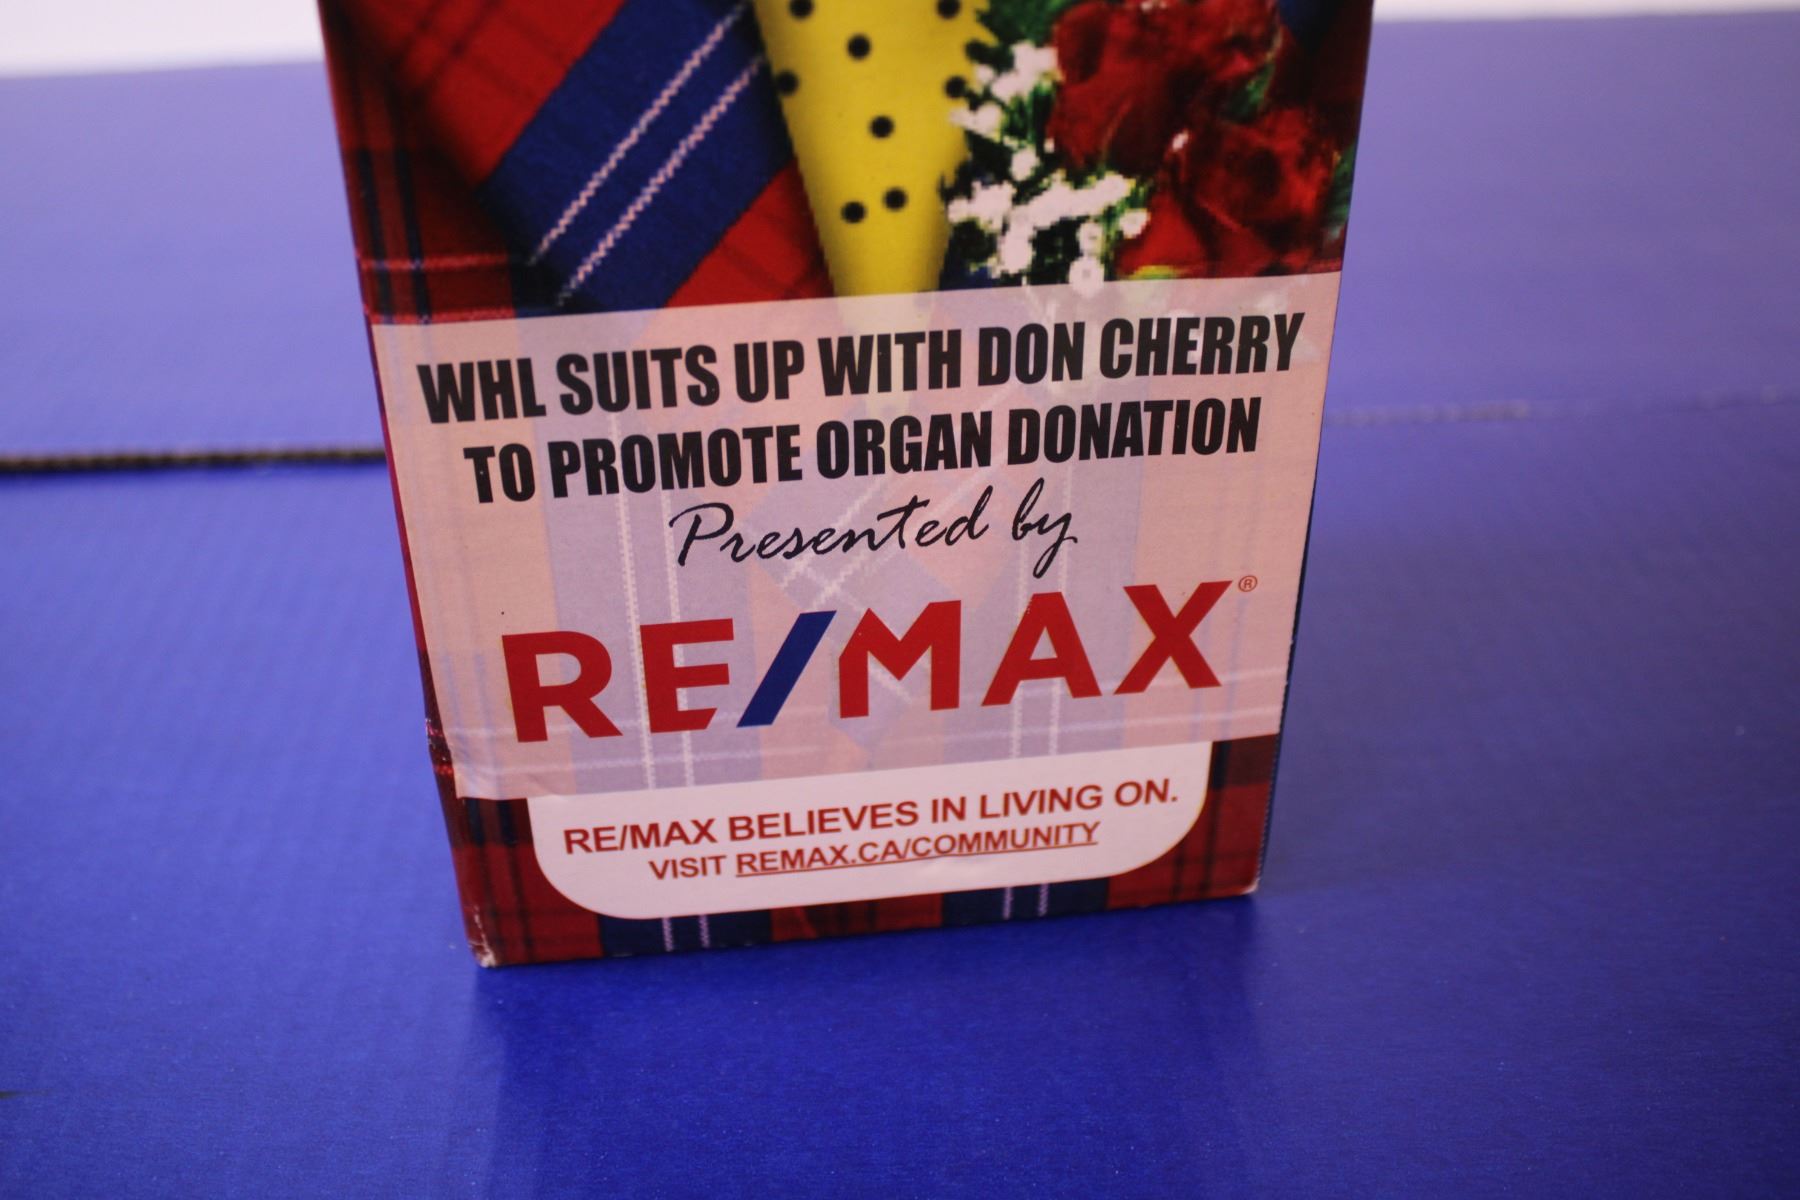 WHL SUITS UP WITH DON CHERRY
TO PROMOTE ORGAN DONATION
Presented by
RE/MAX®
RE/MAX BELIEVES IN LIVING ON.
VISIT REMAX.CA/COMMUNITY